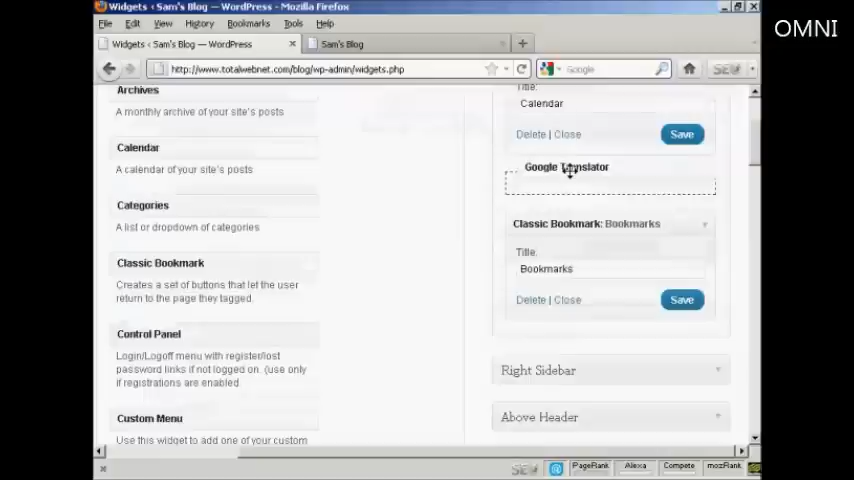 Widgets ‹ Sam's Blog — WordPress - Mozilla Firefox
OMNI
File Edit View History Bookmarks Tools Help
Widgets ‹ Sam's Blog — WordPress
Sam's Blog
http://www.totalwebnet.com/blog/wp-admin/widgets.php
Google
Archives
A monthly archive of your site's posts
Calendar
A calendar of your site's posts
Categories
A list or dropdown of categories
Classic Bookmark
Creates a set of buttons that let the user
return to the page they tagged.
Control Panel
Login/Logoff menu with register/lost
password links if not logged on. (use only
if registrations are enabled.
Custom Menu
Use this widget to add one of your custom
Title:
Calendar
Delete | Close
Save
Google Translator
Classic Bookmark: Bookmarks
Title:
Bookmarks
Delete | Close
Save
Right Sidebar
Above Header
PageRank
Alexa
Compete
mozRank